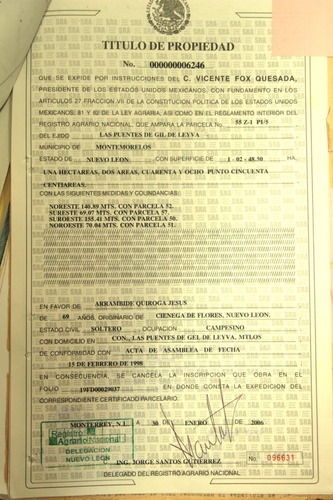 TITULO DE PROPIEDAD
No. 000000006246
QUE SE EXPIDE POR INSTRUCCIONES DEL C. VICENTE FOX QUESADA,
PRESIDENTE DE LOS ESTADOS UNIDOS MEXICANOS, CON FUNDAMENTO EN LOS
ARTICULOS 27 FRACCION VII DE LA CONSTITUCION POLITICA DE LOS ESTADOS UNIDOS
MEXICANOS; 81 Y 82 DE LA LEY AGRARIA, ASI COMO EN EL REGLAMENTO INTERIOR DEL
REGISTRO AGRARIO NACIONAL, QUE AMPARA LA PARCELA No. 55 Z-1 P1/5
DEL EJIDO LAS PUENTES DE GIL DE LEYVA
MUNICIPIO DE MONTEMORELOS
ESTADO DE NUEVO LEON CON SUPERFICIE DE 1 - 02 - 48.50 HA.
UNA HECTAREAS, DOS AREAS, CUARENTA Y OCHO PUNTO CINCUENTA
CENTIAREAS
CON LAS SIGUIENTES MEDIDAS Y COLINDANCIAS:
NORESTE 140.89 MTS. CON PARCELA 52.
SURESTE 69.07 MTS. CON PARCELA 57.
SUROESTE 155.41 MTS. CON PARCELA 50.
NOROESTE 70.04 MTS. CON PARCELA 51.
EN FAVOR DE ARRAMBIDE QUIROGA JESUS
DE 69 AÑOS, ORIGINARIO DE CIENEGA DE FLORES, NUEVO LEON.
ESTADO CIVIL SOLTERO OCUPACION CAMPESINO
CON DOMICILIO EN CON., LAS PUENTES DE GEL DE LEYVA, MTLOS
DE CONFORMIDAD CON ACTA DE ASAMBLEA DE FECHA
15 DE FEBRERO DE 1998
EN CONSECUENCIA, SE CANCELA LA INSCRIPCION QUE OBRA EN EL
FOLIO 19FD00029037 EN DONDE CONSTA LA EXPEDICION DEL
CORRESPONDIENTE CERTIFICADO PARCELARIO.
MONTERREY, N.L. A 30 DE ENERO DE 2006
Registro
Agrario Nacional
DELEGACION
NUEVO LEON
ING. JORGE SANTOS GUTIERREZ
No. 096631
DELEGADO DEL REGISTRO AGRARIO NACIONAL